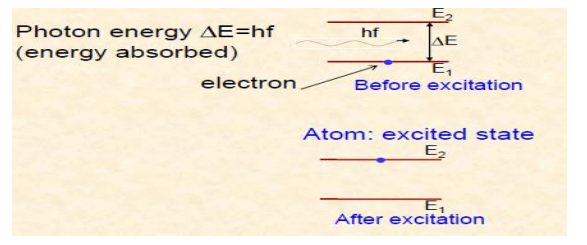 E₂
Photon energy ΔE=hf
hf
ΔE
(energy absorbed)
E₁
electron
Before excitation
Atom: excited state
E₂
E₁
After excitation